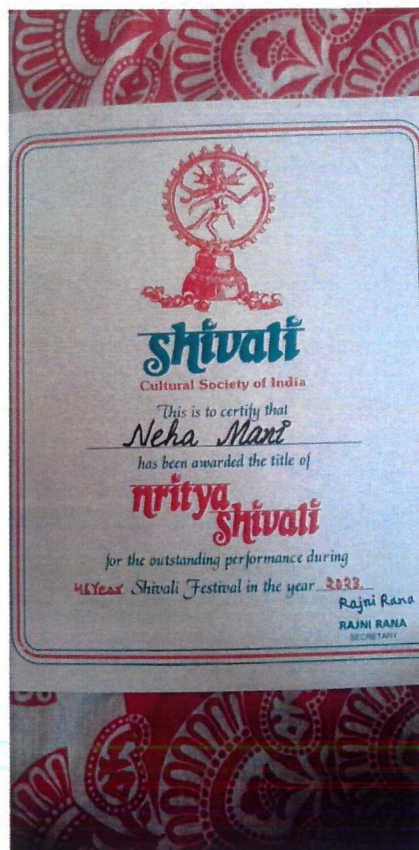 shivali
Cultural Society of India
This is to certify that
Neha Mani
has been awarded the title of
nritya
shivali
for the outstanding performance during
46Year Shivali Festival in the year 2023.
Rajni Rana
RAJNI RANA
SECRETARY